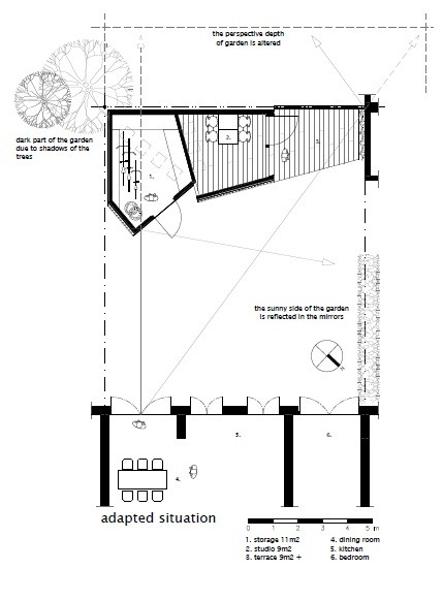 the perspective depth
of garden is altered
dark part of the garden
due to shadows of the
trees
2.
3.
1.
the sunny side of the garden
is reflected in the mirrors
N
5.
6.
4.
adapted situation
1 2 3 4 5 m
1. storage 11m2
2. studio 9m2
3. terrace 9m2 +
4. dining room
5. kitchen
6. bedroom